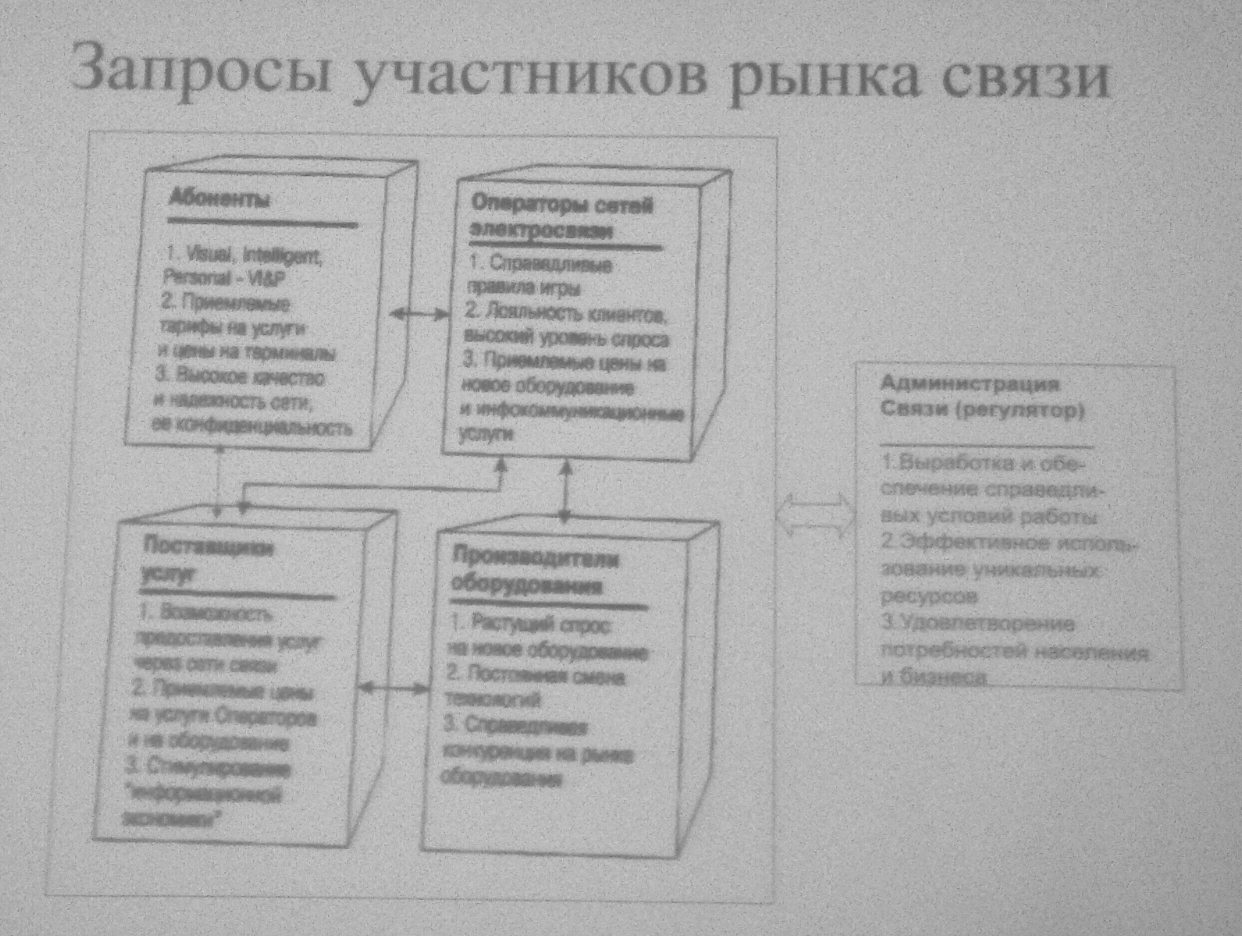 Запросы участников рынка связи
Абоненты
1. Visual, Intelligent,
Personal - VI&P
2. Приемлемые
тарифы на услуги
и цены на терминалы
3. Высокое качество
и надежность сети,
ее конфиденциальность
Операторы сетей
электросвязи
1. Справедливые
правила игры
2. Лояльность клиентов,
высокий уровень спроса
3. Приемлемые цены на
новое оборудование
и инфокоммуникационные
услуги
Поставщики
услуг
1. Возможность
предоставления услуг
через сети связи
2. Приемлемые цены
на услуги Операторов
и на оборудование
3. Стимулирование
"информационной
экономики"
Производители
оборудования
1. Растущий спрос
на новое оборудование
2. Постоянная смена
технологий
3. Справедливая
конкуренция на рынке
оборудования
Администрация
Связи (регулятор)
1.Выработка и обе-
спечение справедли-
вых условий работы
2.Эффективное исполь-
зование уникальных
ресурсов
3.Удовлетворение
потребностей населения
и бизнеса